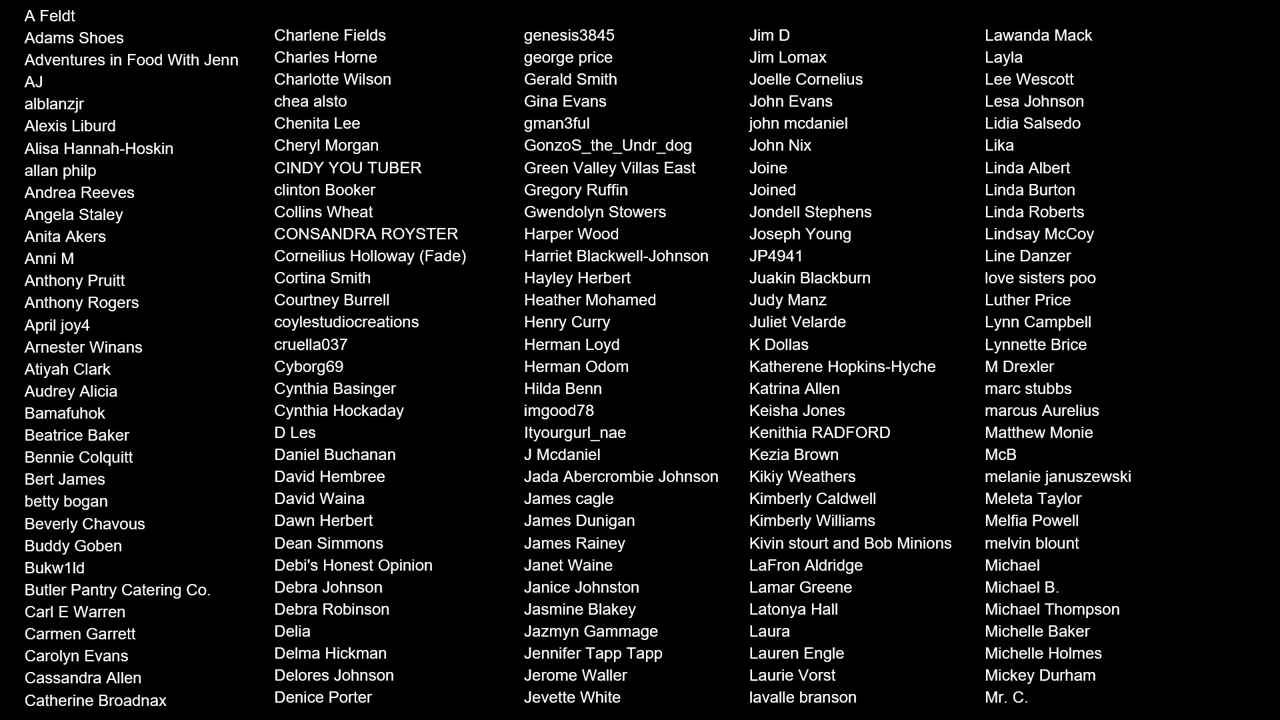 A Feldt
Adams Shoes
Adventures in Food With Jenn
AJ
alblanzjr
Alexis Liburd
Alisa Hannah-Hoskin
allan philp
Andrea Reeves
Angela Staley
Anita Akers
Anni M
Anthony Pruitt
Anthony Rogers
April joy4
Arnester Winans
Atiyah Clark
Audrey Alicia
Bamafuhok
Beatrice Baker
Bennie Colquitt
Bert James
betty bogan
Beverly Chavous
Buddy Goben
Bukw1ld
Butler Pantry Catering Co.
Carl E Warren
Carmen Garrett
Carolyn Evans
Cassandra Allen
Catherine Broadnax
Charlene Fields
Charles Horne
Charlotte Wilson
chea alsto
Chenita Lee
Cheryl Morgan
CINDY YOU TUBER
clinton Booker
Collins Wheat
CONSANDRA ROYSTER
Corneilius Holloway (Fade)
Cortina Smith
Courtney Burrell
coylestudiocreations
cruella037
Cyborg69
Cynthia Basinger
Cynthia Hockaday
D Les
Daniel Buchanan
David Hembree
David Waina
Dawn Herbert
Dean Simmons
Debi's Honest Opinion
Debra Johnson
Debra Robinson
Delia
Delma Hickman
Delores Johnson
Denice Porter
genesis3845
george price
Gerald Smith
Gina Evans
gman3ful
GonzoS_the_Undr_dog
Green Valley Villas East
Gregory Ruffin
Gwendolyn Stowers
Harper Wood
Harriet Blackwell-Johnson
Hayley Herbert
Heather Mohamed
Henry Curry
Herman Loyd
Herman Odom
Hilda Benn
imgood78
Ityourgurl_nae
J Mcdaniel
Jada Abercrombie Johnson
James cagle
James Dunigan
James Rainey
Janet Waine
Janice Johnston
Jasmine Blakey
Jazmyn Gammage
Jennifer Tapp Tapp
Jerome Waller
Jevette White
Jim D
Jim Lomax
Joelle Cornelius
John Evans
john mcdaniel
John Nix
Joine
Joined
Jondell Stephens
Joseph Young
JP4941
Juakin Blackburn
Judy Manz
Juliet Velarde
K Dollas
Katherene Hopkins-Hyche
Katrina Allen
Keisha Jones
Kenithia RADFORD
Kezia Brown
Kikiy Weathers
Kimberly Caldwell
Kimberly Williams
Kivin stourt and Bob Minions
LaFron Aldridge
Lamar Greene
Latonya Hall
Laura
Lauren Engle
Laurie Vorst
lavalle branson
Lawanda Mack
Layla
Lee Wescott
Lesa Johnson
Lidia Salsedo
Lika
Linda Albert
Linda Burton
Linda Roberts
Lindsay McCoy
Line Danzer
love sisters poo
Luther Price
Lynn Campbell
Lynnette Brice
M Drexler
marc stubbs
marcus Aurelius
Matthew Monie
McB
melanie januszewski
Meleta Taylor
Melfia Powell
melvin blount
Michael
Michael B.
Michael Thompson
Michelle Baker
Michelle Holmes
Mickey Durham
Mr. C.